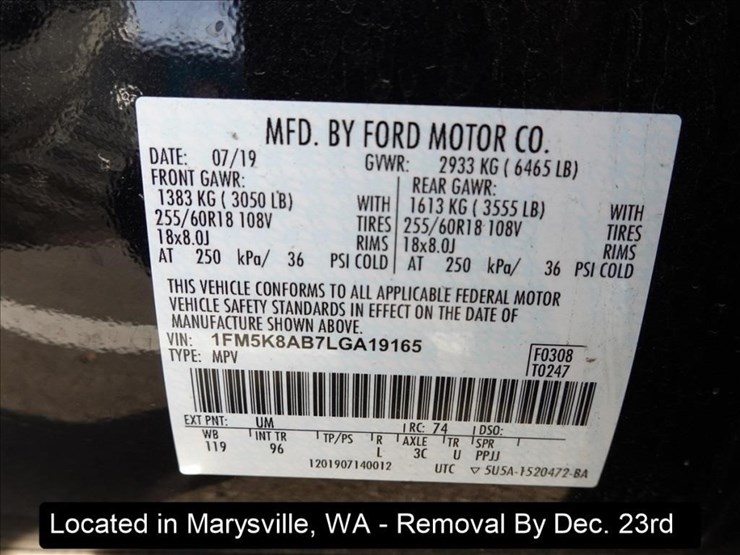 MFD. BY FORD MOTOR CO.
DATE: 07/19 GVWR: 2933 KG ( 6465 LB)
FRONT GAWR: REAR GAWR:
1383 KG ( 3050 LB) WITH 1613 KG ( 3555 LB) WITH
255/60R18 108V TIRES 255/60R18 108V TIRES
18x8.0J RIMS 18x8.0J RIMS
AT 250 kPa/ 36 PSI COLD AT 250 kPa/ 36 PSI COLD
THIS VEHICLE CONFORMS TO ALL APPLICABLE FEDERAL MOTOR
VEHICLE SAFETY STANDARDS IN EFFECT ON THE DATE OF
MANUFACTURE SHOWN ABOVE.
VIN: 1FM5K8AB7LGA19165
TYPE: MPV
F0308
T0247
EXT PNT: UM RC: 74 DSO:
WB INT TR TP/PS R AXLE TR SPR
119 96 L 3C U PPJJ
1201907140012 UTC ▽ 5U5A-1520472-BA
Located in Marysville, WA - Removal By Dec. 23rd